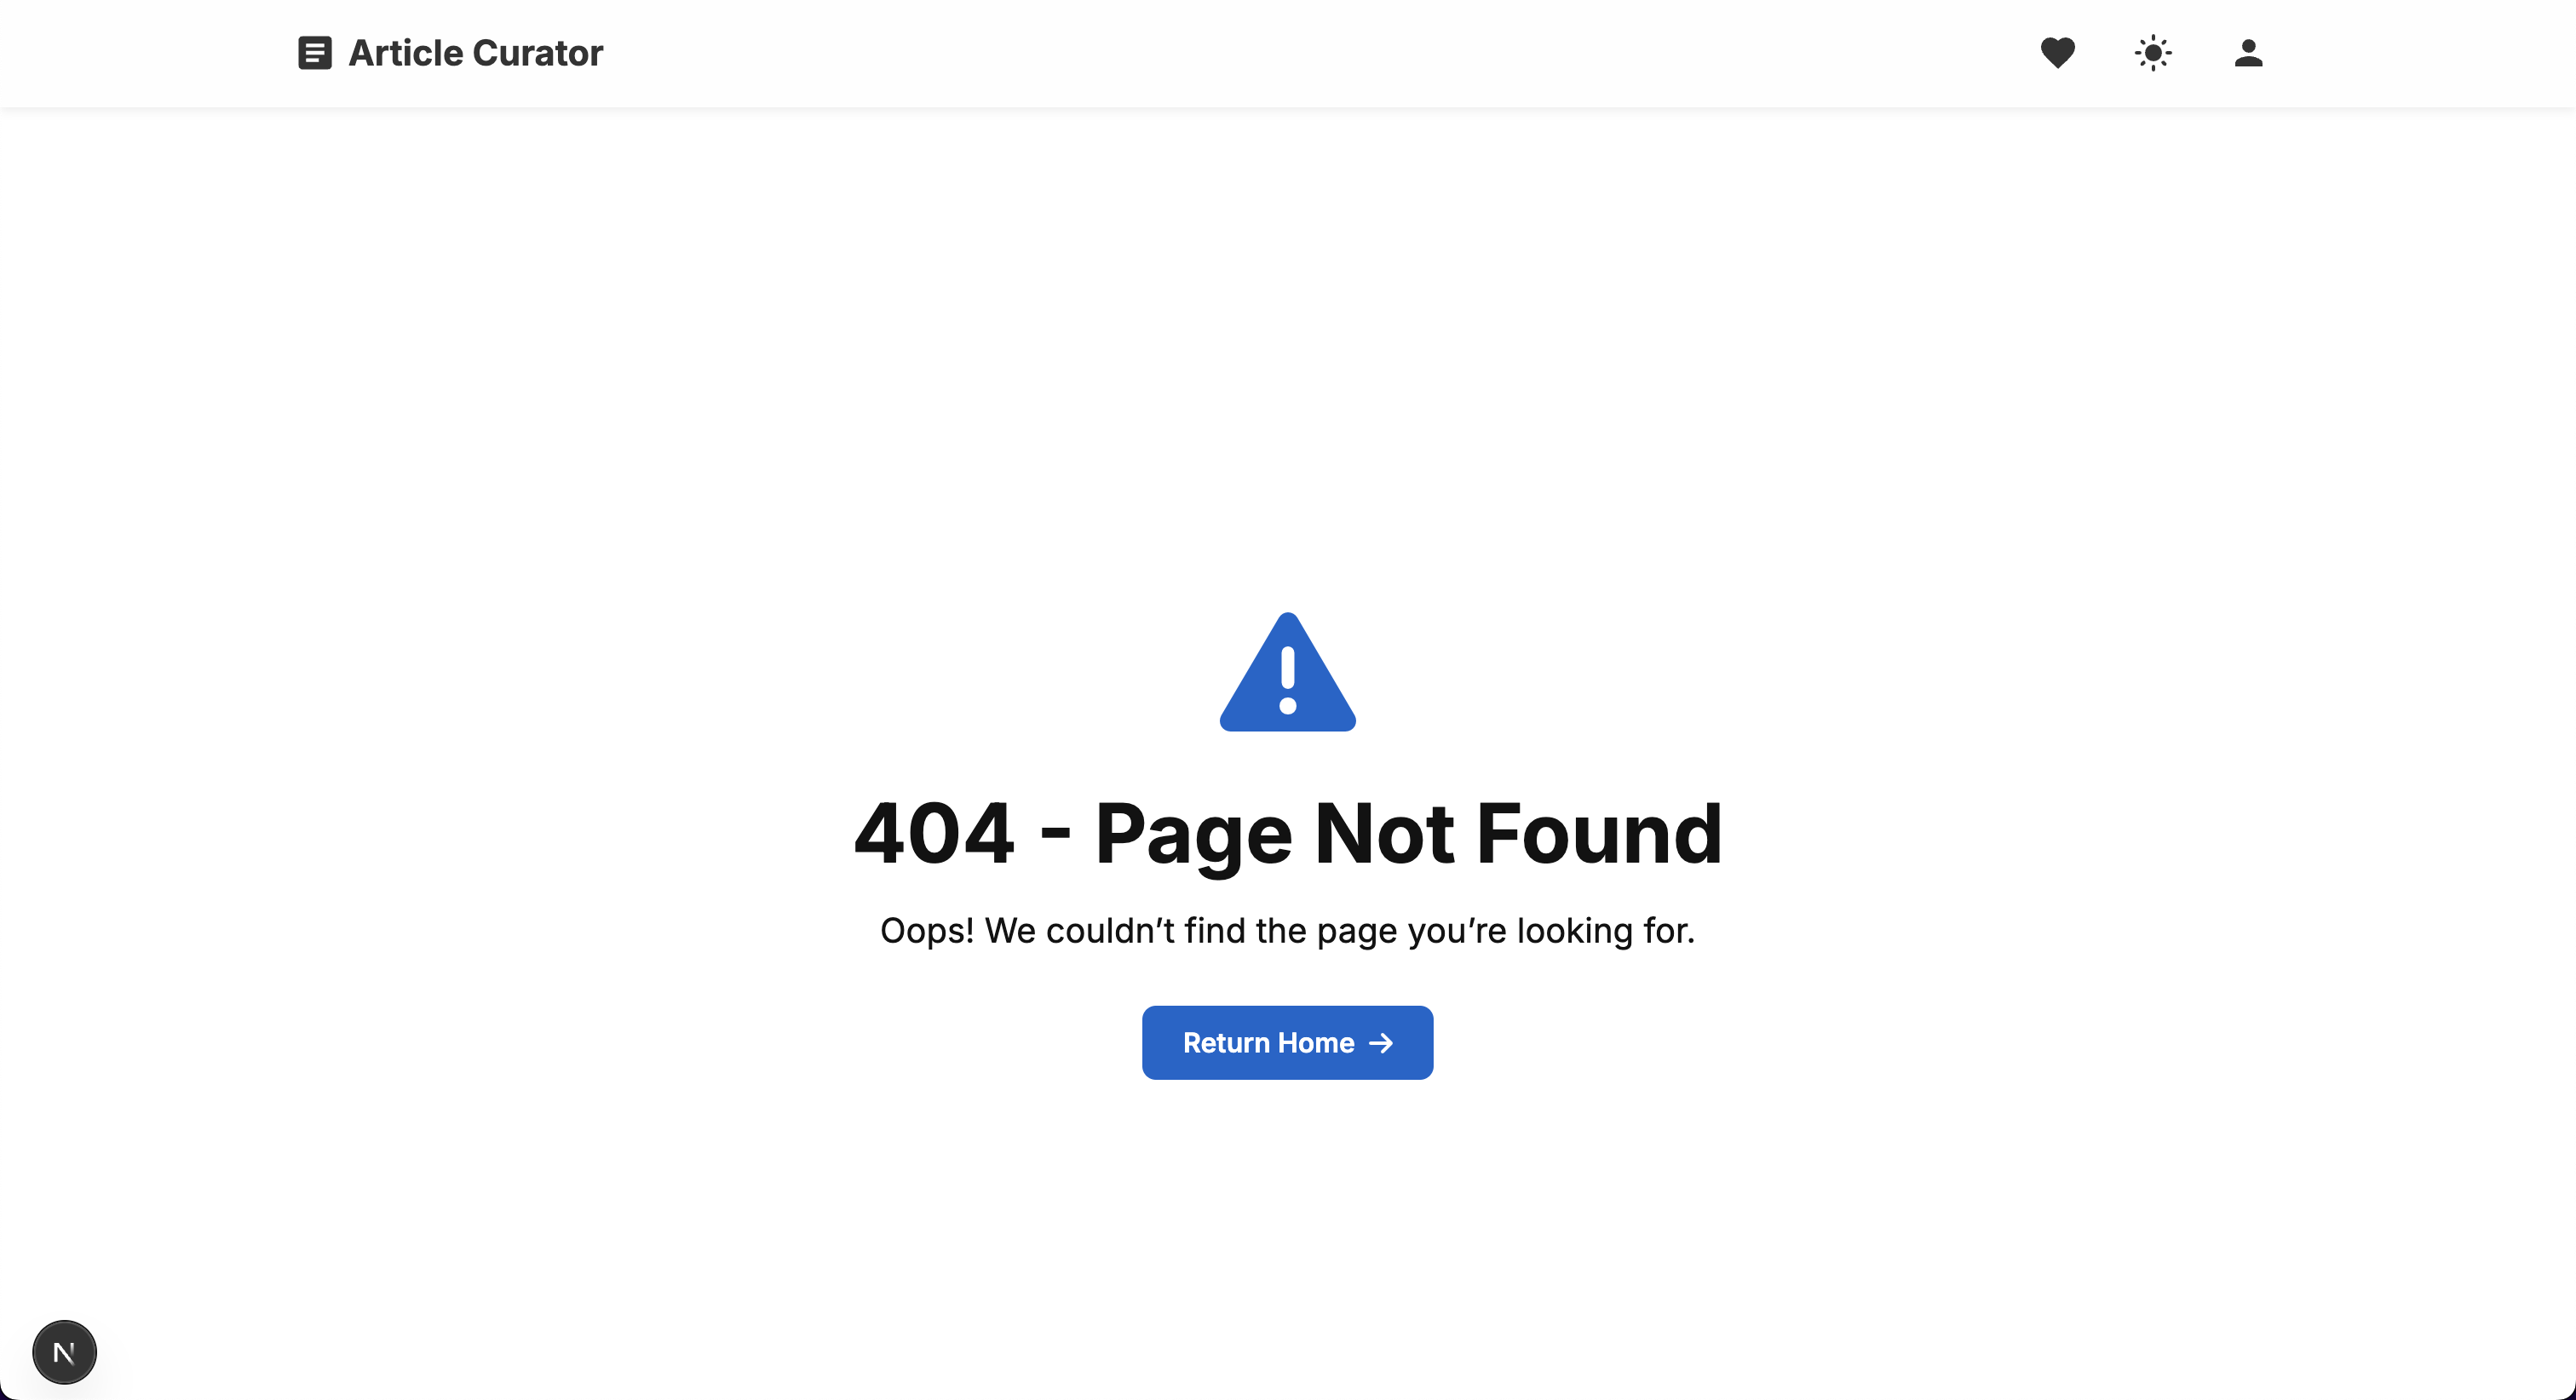 Article Curator
404 - Page Not Found
Oops! We couldn’t find the page you’re looking for.
Return Home →
N